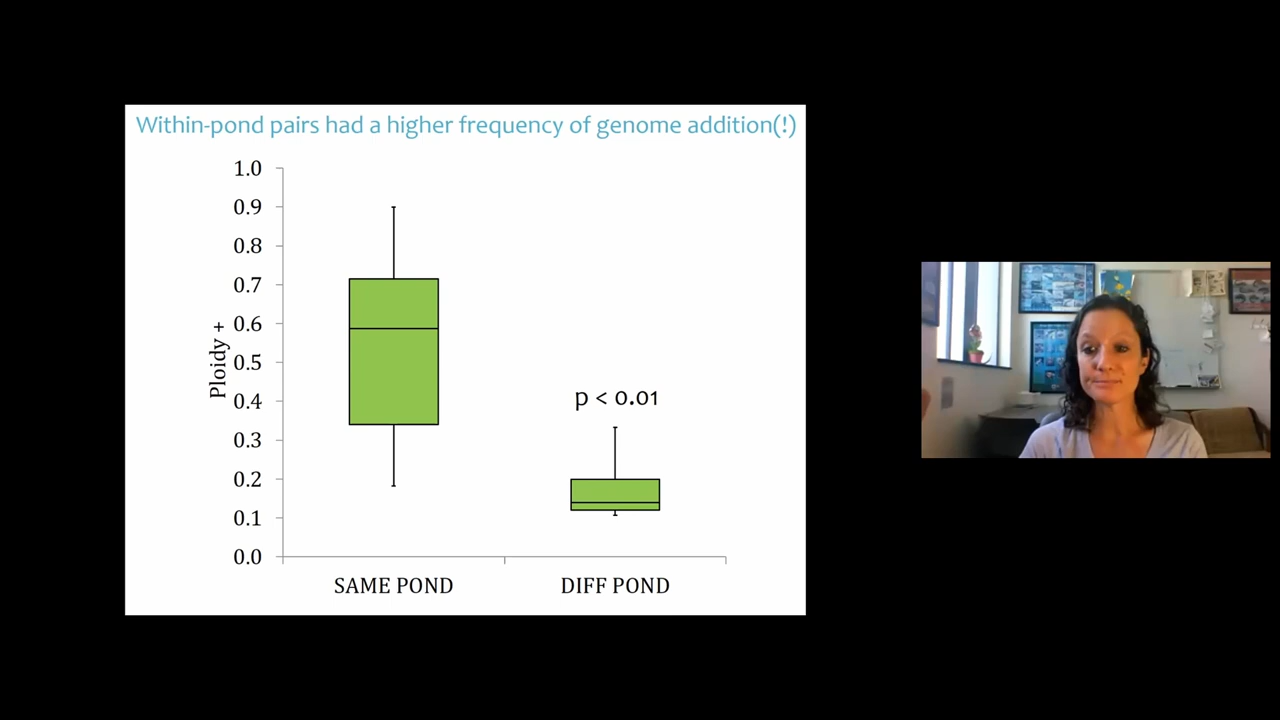 Within-pond pairs had a higher frequency of genome addition(!)
1.0
0.9
0.8
0.7
0.6
0.5
0.4
0.3
0.2
0.1
0.0
Ploidy +
p < 0.01
SAME POND
DIFF POND